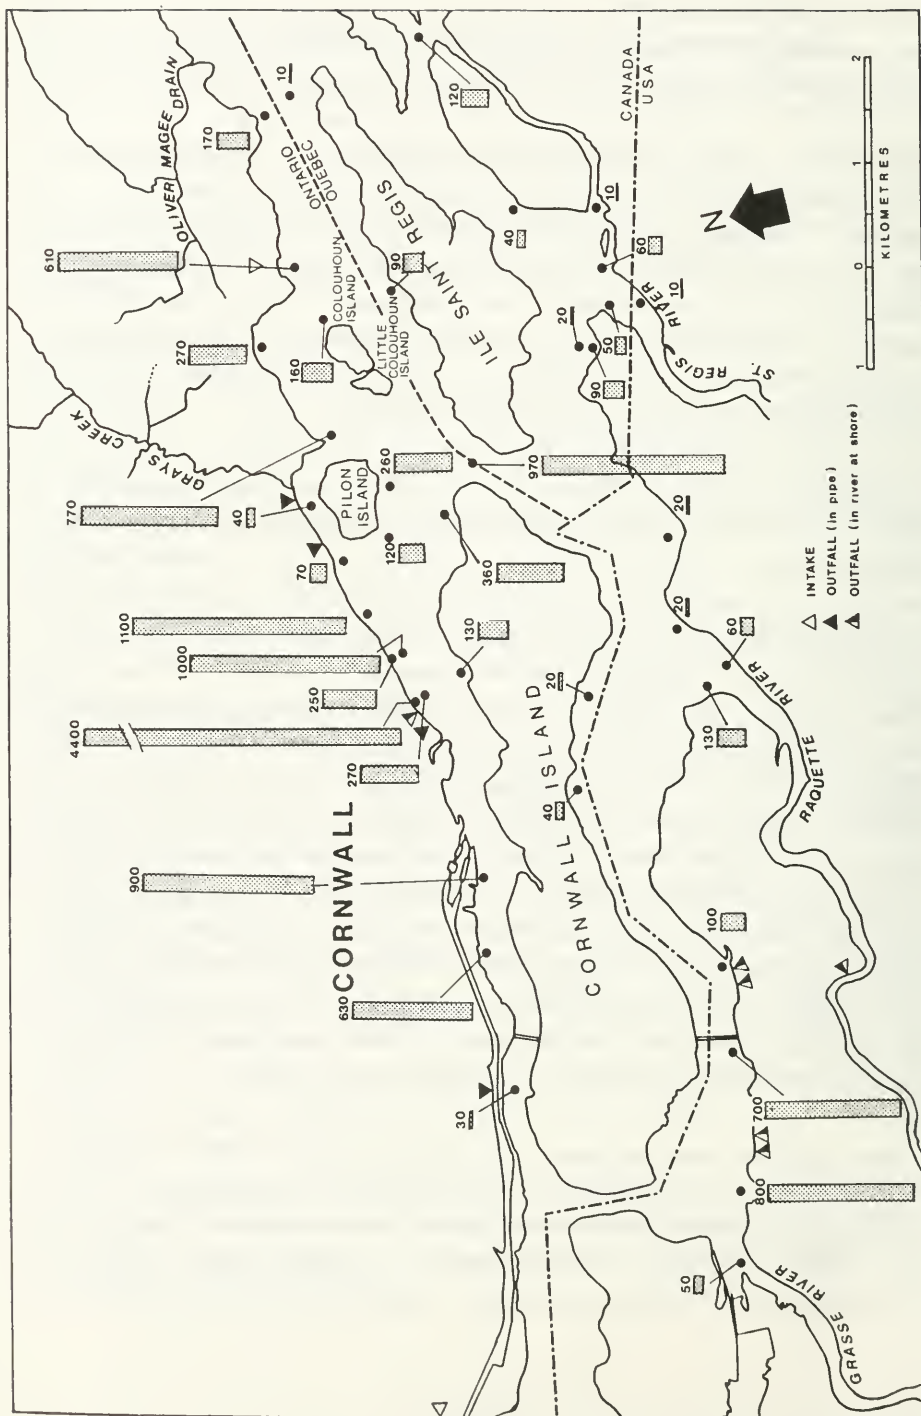 OLIVER MAGEE DRAIN
170
10
610
270
GRAYS CREEK
770
40
ONTARIO
QUEBEC
COLOUHOUN
ISLAND
160
LITTLE
COLOUHOUN
ISLAND
90
ILE SAINT REGIS
120
40
10
60
10
50
20
90
ST. REGIS RIVER
CANADA
USA
PILON
ISLAND
260
120
970
360
70
1100
1000
250
4400
270
130
CORNWALL
900
630
30
CORNWALL ISLAND
20
40
20
20
60
130
RAQUETTE RIVER
100
700
800
50
GRASSE RIVER
N
1
0
1
2
KILOMETRES
INTAKE
OUTFALL (in pipe)
OUTFALL (in river at shore)